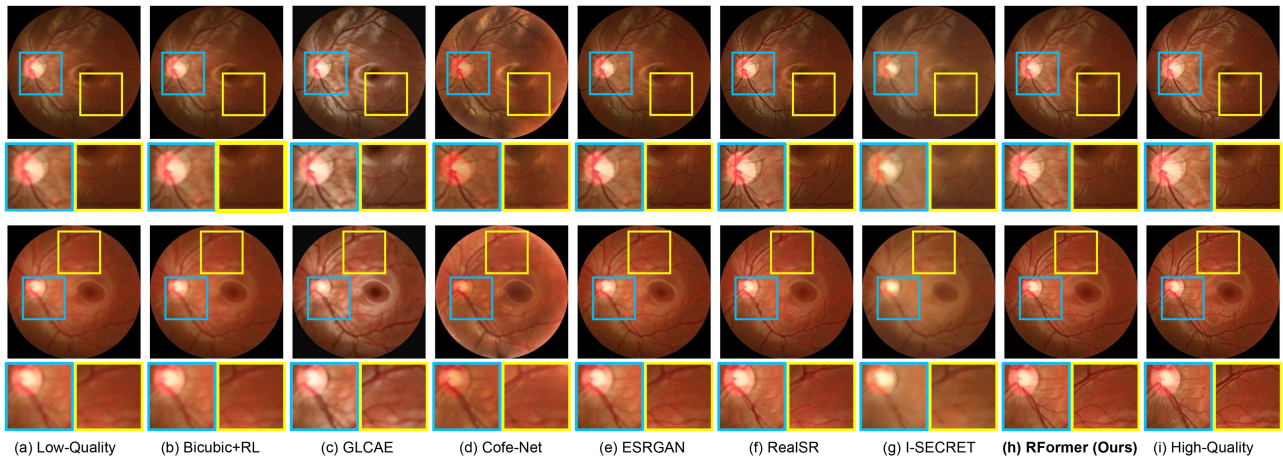 (a) Low-Quality (b) Bicubic+RL (c) GLCAE (d) Cofe-Net (e) ESRGAN (f) RealSR (g) I-SECRET (h) RFormer (Ours) (i) High-Quality